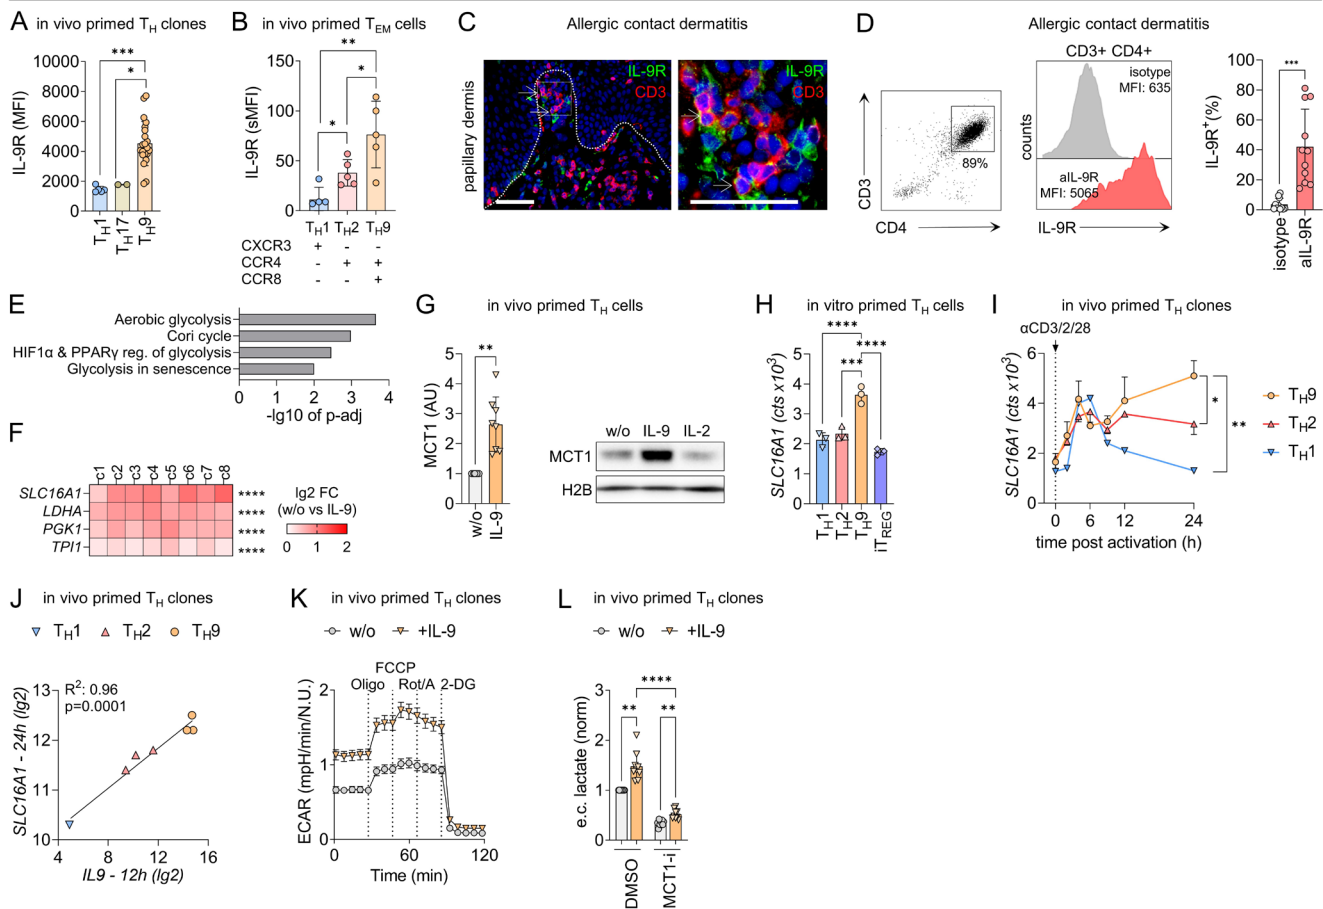 A in vivo primed TH clones
IL-9R (MFI)
10000
8000
6000
4000
2000
0
***
*
TH1
TH17
TH9
B in vivo primed TEM cells
IL-9R (sMFI)
150
100
50
0
**
*
*
TH1 TH2 TH9
CXCR3 + - -
CCR4 - + +
CCR8 - - +
C Allergic contact dermatitis
papillary dermis
IL-9R
CD3
IL-9R
CD3
D Allergic contact dermatitis
CD3
CD4
89%
CD3+ CD4+
counts
isotype
MFI: 635
aIL-9R
MFI: 5065
IL-9R
IL-9R+(%)
100
80
60
40
20
0
***
isotype
aIL-9R
E
Aerobic glycolysis
Cori cycle
HIF1α & PPARγ reg. of glycolysis
Glycolysis in senescence
0 1 2 3 4
-lg10 of p-adj
F
c1 c2 c3 c4 c5 c6 c7 c8
SLC16A1 ****
LDHA ****
PGK1 ****
TPI1 ****
lg2 FC
(w/o vs IL-9)
0 1 2
G in vivo primed TH cells
MCT1 (AU)
5
4
3
2
1
0
**
w/o
IL-9
w/o IL-9 IL-2
MCT1
H2B
H in vitro primed TH cells
SLC16A1 (cts x10³)
5
4
3
2
1
0
****
****
***
TH1
TH2
TH9
iTREG
I in vivo primed TH clones
αCD3/2/28
SLC16A1 (cts x10³)
6
4
2
0
0 6 12 24
time post activation (h)
*
**
TH9
TH2
TH1
J in vivo primed TH clones
TH1 TH2 TH9
R²: 0.96
p=0.0001
SLC16A1 - 24h (lg2)
13
12
11
10
4 8 12 16
IL9 - 12h (lg2)
K in vivo primed TH clones
w/o +IL-9
FCCP
Oligo Rot/A 2-DG
ECAR (mpH/min/N.U.)
2
1
0
0 60 120
Time (min)
L in vivo primed TH clones
w/o +IL-9
e.c. lactate (norm)
3
2
1
0
****
** **
DMSO
MCT1-i